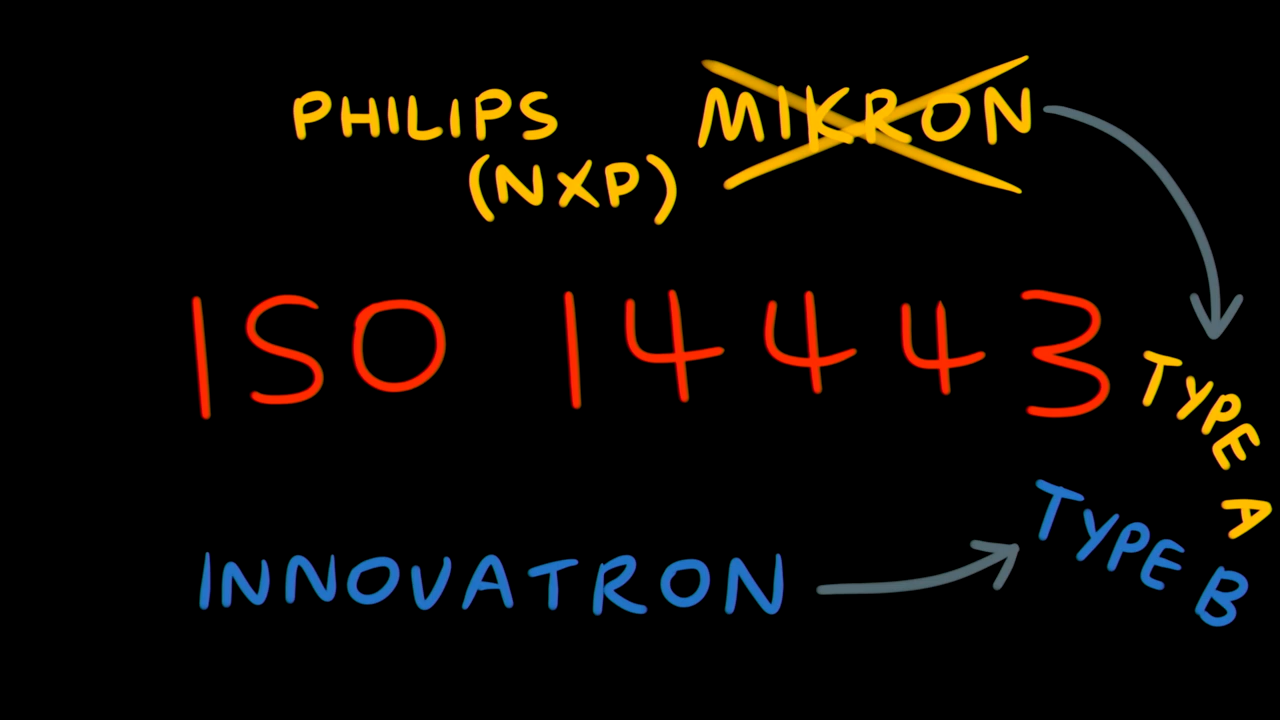 PHILIPS MIKRON
(NXP)
ISO 14443 TYPE A
INNOVATRON TYPE B